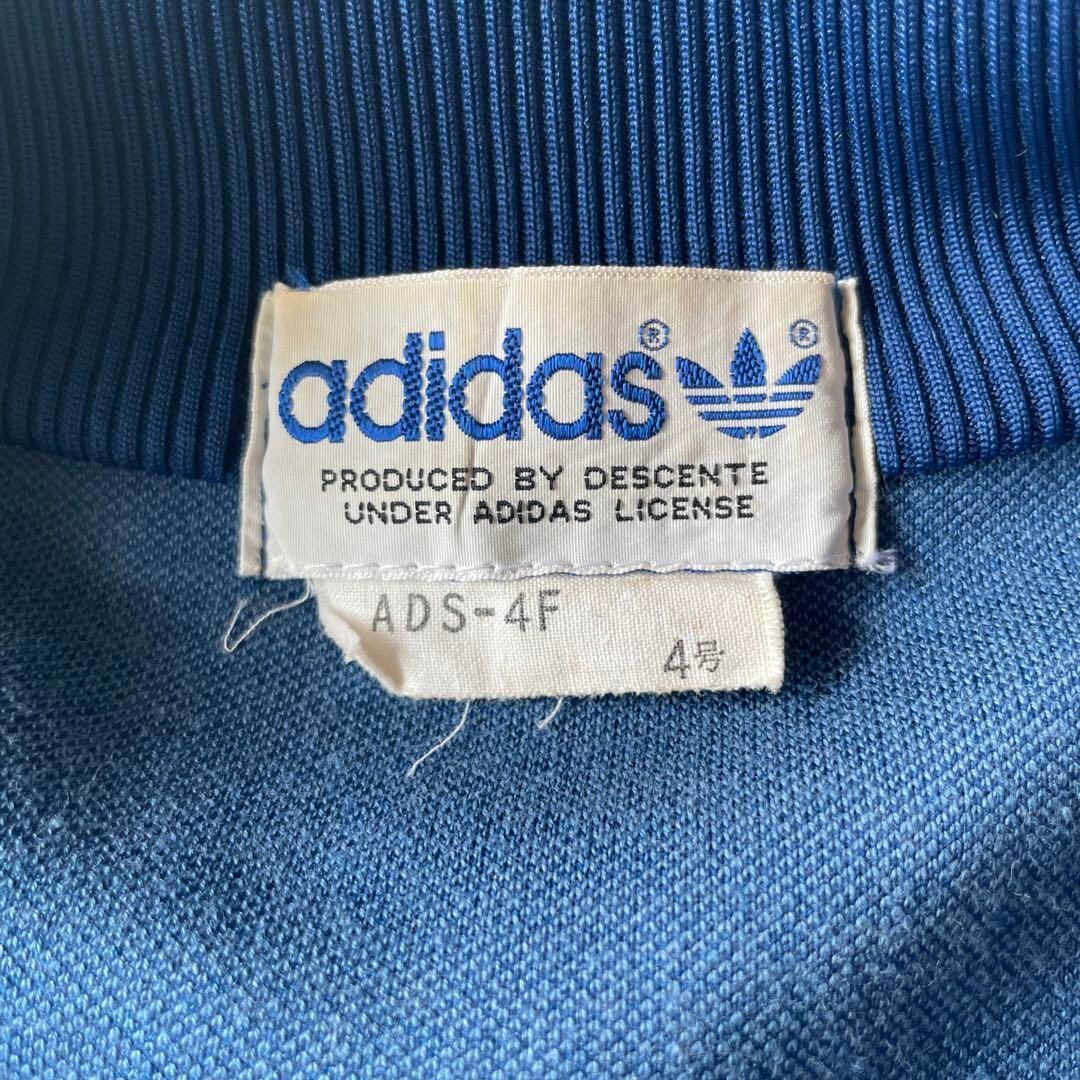 adidas® ®
PRODUCED BY DESCENTE
UNDER ADIDAS LICENSE
ADS-4F
4号